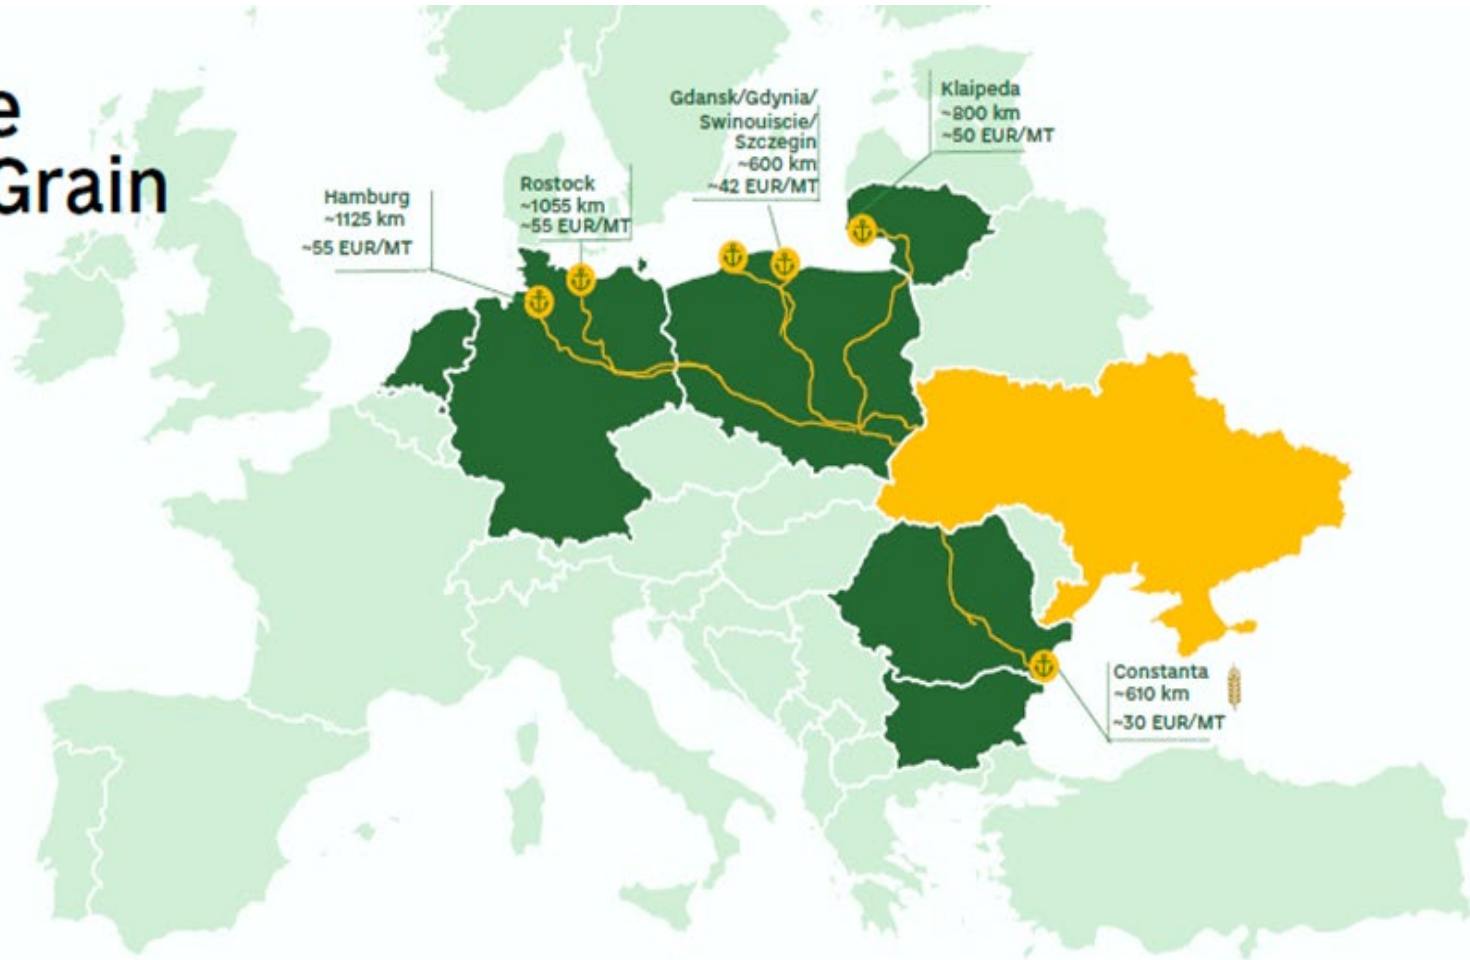 e
Grain
Hamburg
~1125 km
~55 EUR/MT
Rostock
~1055 km
~55 EUR/MT
Gdansk/Gdynia/
Swinouiscie/
Szczegin
~600 km
~42 EUR/MT
Klaipeda
~800 km
~50 EUR/MT
Constanta
~610 km
~30 EUR/MT